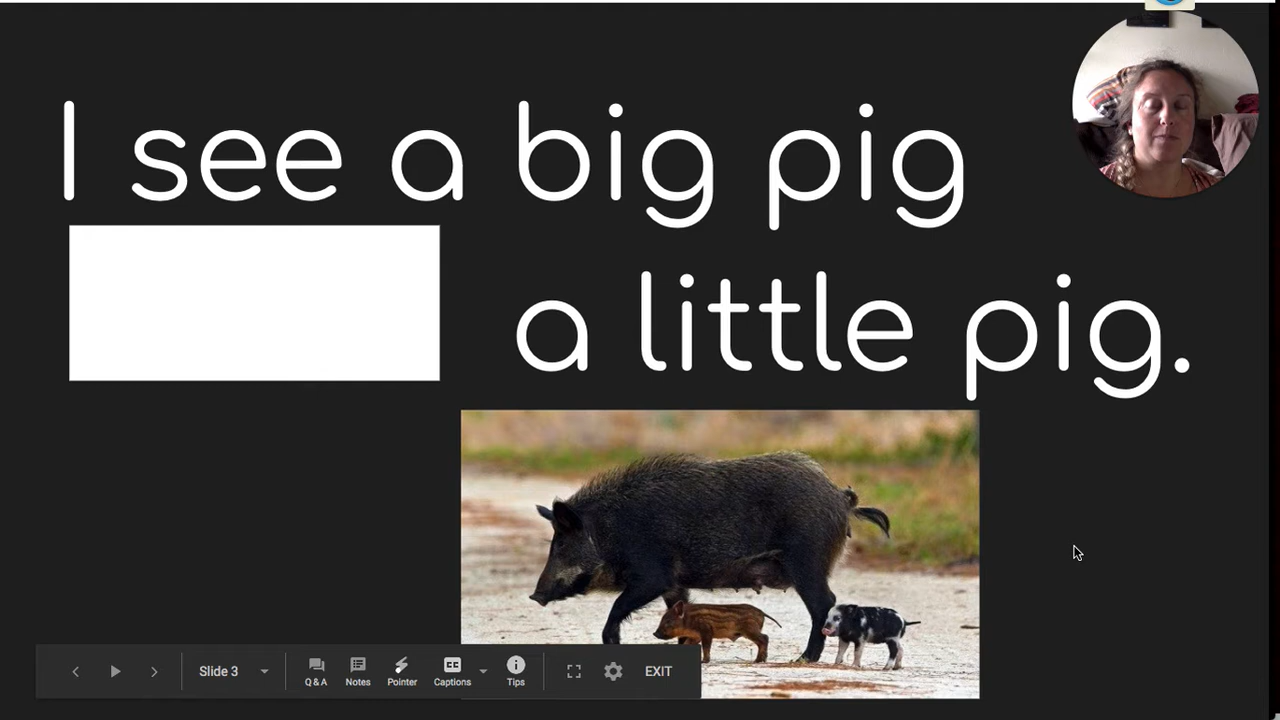 I see a big pig
a little pig.
Slide 3
Q & A
Notes
Pointer
Captions
Tips
EXIT